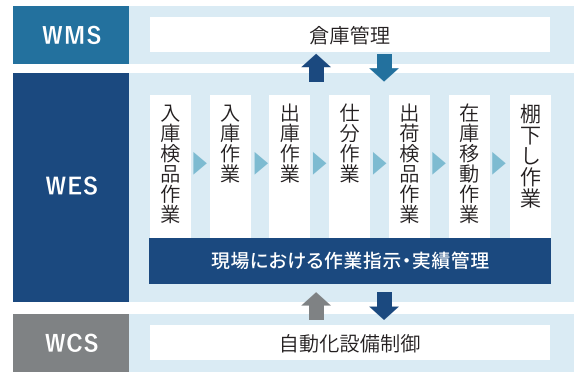 WMS
倉庫管理
WES
入庫検品作業
入庫作業
出庫作業
仕分作業
出荷検品作業
在庫移動作業
棚下し作業
現場における作業指示・実績管理
WCS
自動化設備制御